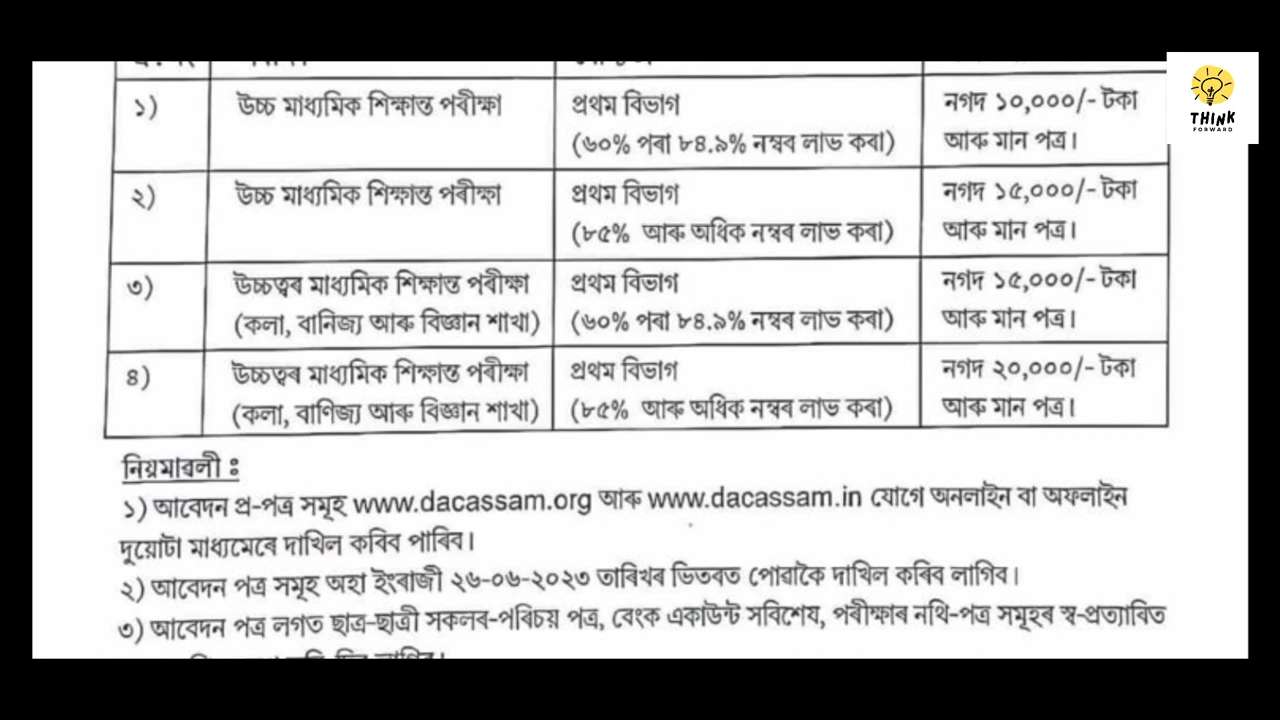 ১) উচ্চ মাধ্যমিক শিক্ষান্ত পৰীক্ষা প্ৰথম বিভাগ নগদ ১০,০০০/- টকা
(৬০% পৰা ৮৪.৯% নম্বৰ লাভ কৰা) আৰু মান পত্ৰ।
২) উচ্চ মাধ্যমিক শিক্ষান্ত পৰীক্ষা প্ৰথম বিভাগ নগদ ১৫,০০০/- টকা
(৮৫% আৰু অধিক নম্বৰ লাভ কৰা) আৰু মান পত্ৰ।
৩) উচ্চত্বৰ মাধ্যমিক শিক্ষান্ত পৰীক্ষা প্ৰথম বিভাগ নগদ ১৫,০০০/- টকা
(কলা, বানিজ্য আৰু বিজ্ঞান শাখা) (৬০% পৰা ৮৪.৯% নম্বৰ লাভ কৰা) আৰু মান পত্ৰ।
৪) উচ্চত্বৰ মাধ্যমিক শিক্ষান্ত পৰীক্ষা প্ৰথম বিভাগ নগদ ২০,০০০/- টকা
(কলা, বাণিজ্য আৰু বিজ্ঞান শাখা) (৮৫% আৰু অধিক নম্বৰ লাভ কৰা) আৰু মান পত্ৰ।
নিয়মাৱলী ঃ
১) আবেদন প্ৰ-পত্ৰ সমূহ www.dacassam.org আৰু www.dacassam.in যোগে অনলাইন বা অফলাইন
দুয়োটা মাধ্যমেৰে দাখিল কৰিব পাৰিব।
২) আবেদন পত্ৰ সমূহ অহা ইংৰাজী ২৬-০৬-২০২৩ তাৰিখৰ ভিতৰত পোৱাকৈ দাখিল কৰিব লাগিব।
৩) আবেদন পত্ৰ লগত ছাত্ৰ-ছাত্ৰী সকলৰ-পৰিচয় পত্ৰ, বেংক একাউন্ট সবিশেয, পৰীক্ষাৰ নথি-পত্ৰ সমূহৰ স্ব-প্ৰত্যাবিত
THINK
FORWARD